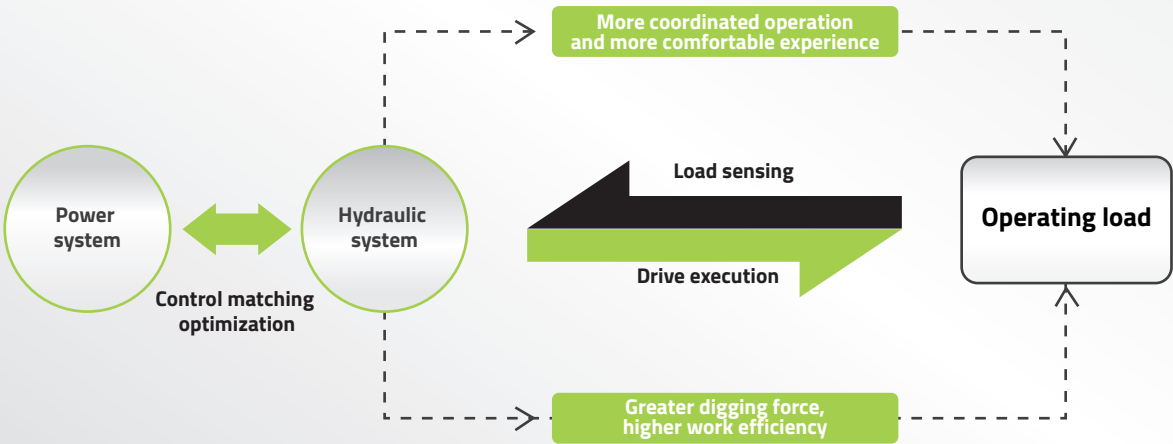 More coordinated operation
and more comfortable experience
Load sensing
Power
system
Hydraulic
system
Operating load
Drive execution
Control matching
optimization
Greater digging force,
higher work efficiency